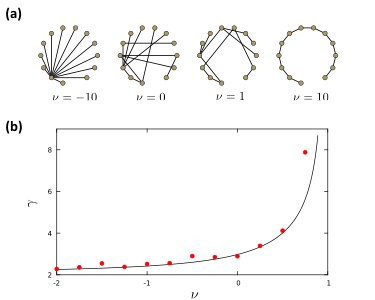 (a)
ν = −10 ν = 0 ν = 1 ν = 10
(b)
8
6
4
2
γ
-2 -1 0 1
ν